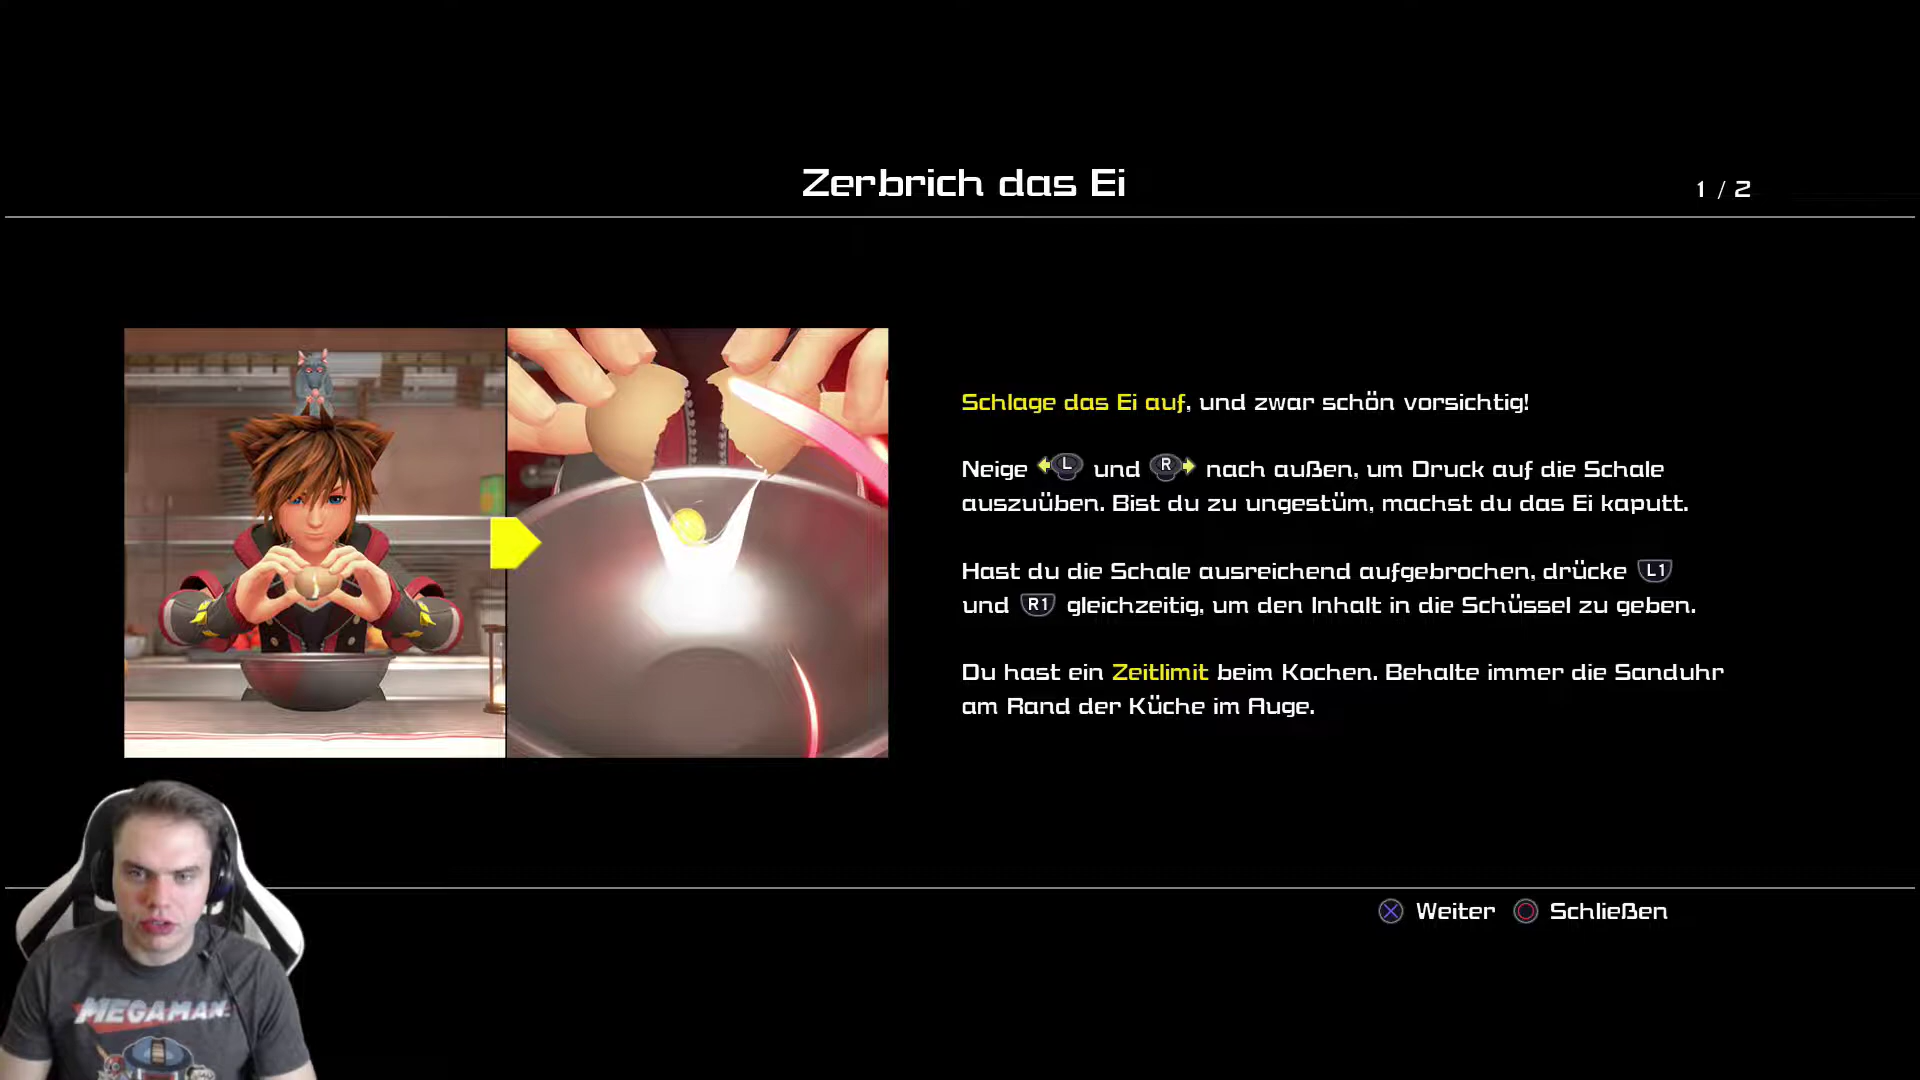 Zerbrich das Ei
1 / 2
Schlage das Ei auf, und zwar schön vorsichtig!
Neige L und R nach außen, um Druck auf die Schale
auszuüben. Bist du zu ungestüm, machst du das Ei kaputt.
Hast du die Schale ausreichend aufgebrochen, drücke L1
und R1 gleichzeitig, um den Inhalt in die Schüssel zu geben.
Du hast ein Zeitlimit beim Kochen. Behalte immer die Sanduhr
am Rand der Küche im Auge.
Weiter Schließen
MEGAMAN